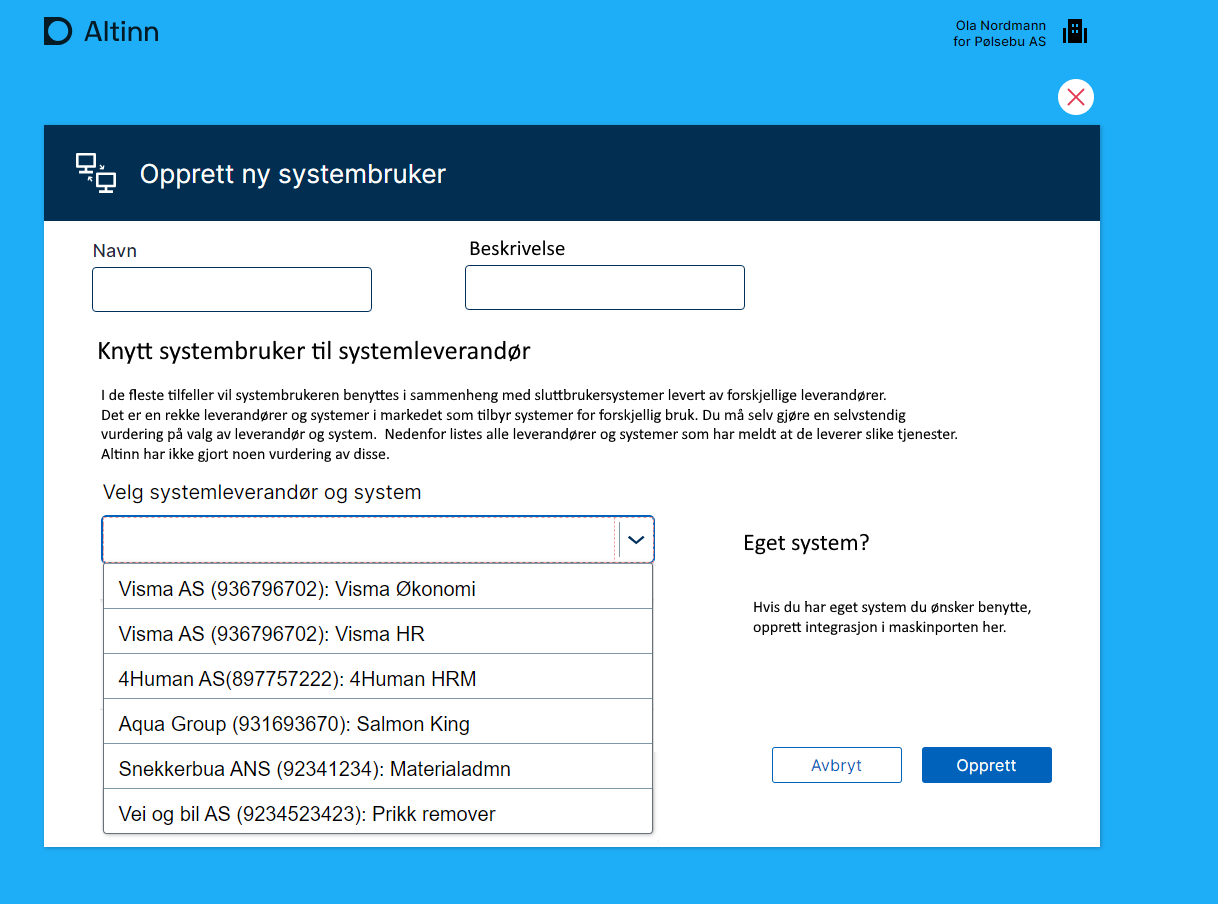 Altinn
Ola Nordmann
for Pølsebu AS
Opprett ny systembruker
Navn
Beskrivelse
Knytt systembruker til systemleverandør
I de fleste tilfeller vil systembrukeren benyttes i sammenheng med sluttbrukersystemer levert av forskjellige leverandører.
Det er en rekke leverandører og systemer i markedet som tilbyr systemer for forskjellig bruk. Du må selv gjøre en selvstendig
vurdering på valg av leverandør og system.  Nedenfor listes alle leverandører og systemer som har meldt at de leverer slike tjenester.
Altinn har ikke gjort noen vurdering av disse.
Velg systemleverandør og system
Visma AS (936796702): Visma Økonomi
Visma AS (936796702): Visma HR
4Human AS(897757222): 4Human HRM
Aqua Group (931693670): Salmon King
Snekkerbua ANS (92341234): Materialadmn
Vei og bil AS (9234523423): Prikk remover
Eget system?
Hvis du har eget system du ønsker benytte,
opprett integrasjon i maskinporten her.
Avbryt
Opprett